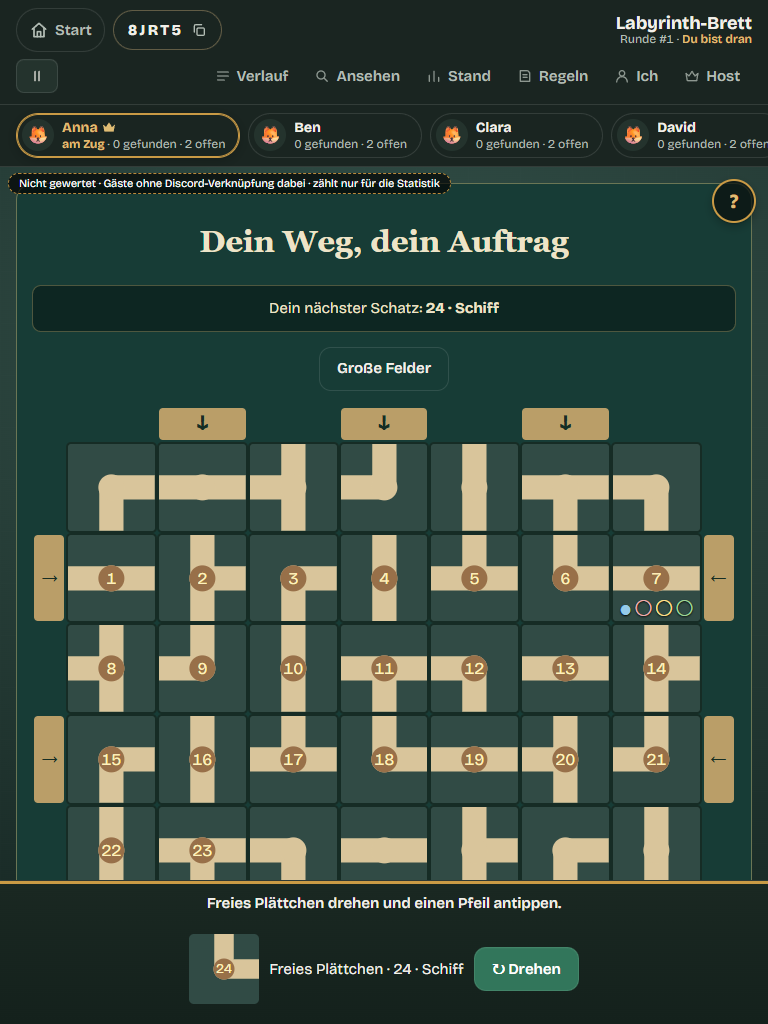 Start
8JRT5
Labyrinth-Brett
Runde #1 · Du bist dran
Verlauf
Ansehen
Stand
Regeln
Ich
Host
Anna
am Zug · 0 gefunden · 2 offen
Ben
0 gefunden · 2 offen
Clara
0 gefunden · 2 offen
David
0 gefunden · 2 offen
Nicht gewertet · Gäste ohne Discord-Verknüpfung dabei · zählt nur für die Statistik
?
Dein Weg, dein Auftrag
Dein nächster Schatz: 24 · Schiff
Große Felder
↓ ↓ ↓
→ 1 2 3 4 5 6 7 ←
8 9 10 11 12 13 14
→ 15 16 17 18 19 20 21 ←
22 23
Freies Plättchen drehen und einen Pfeil antippen.
24
Freies Plättchen · 24 · Schiff
↻ Drehen